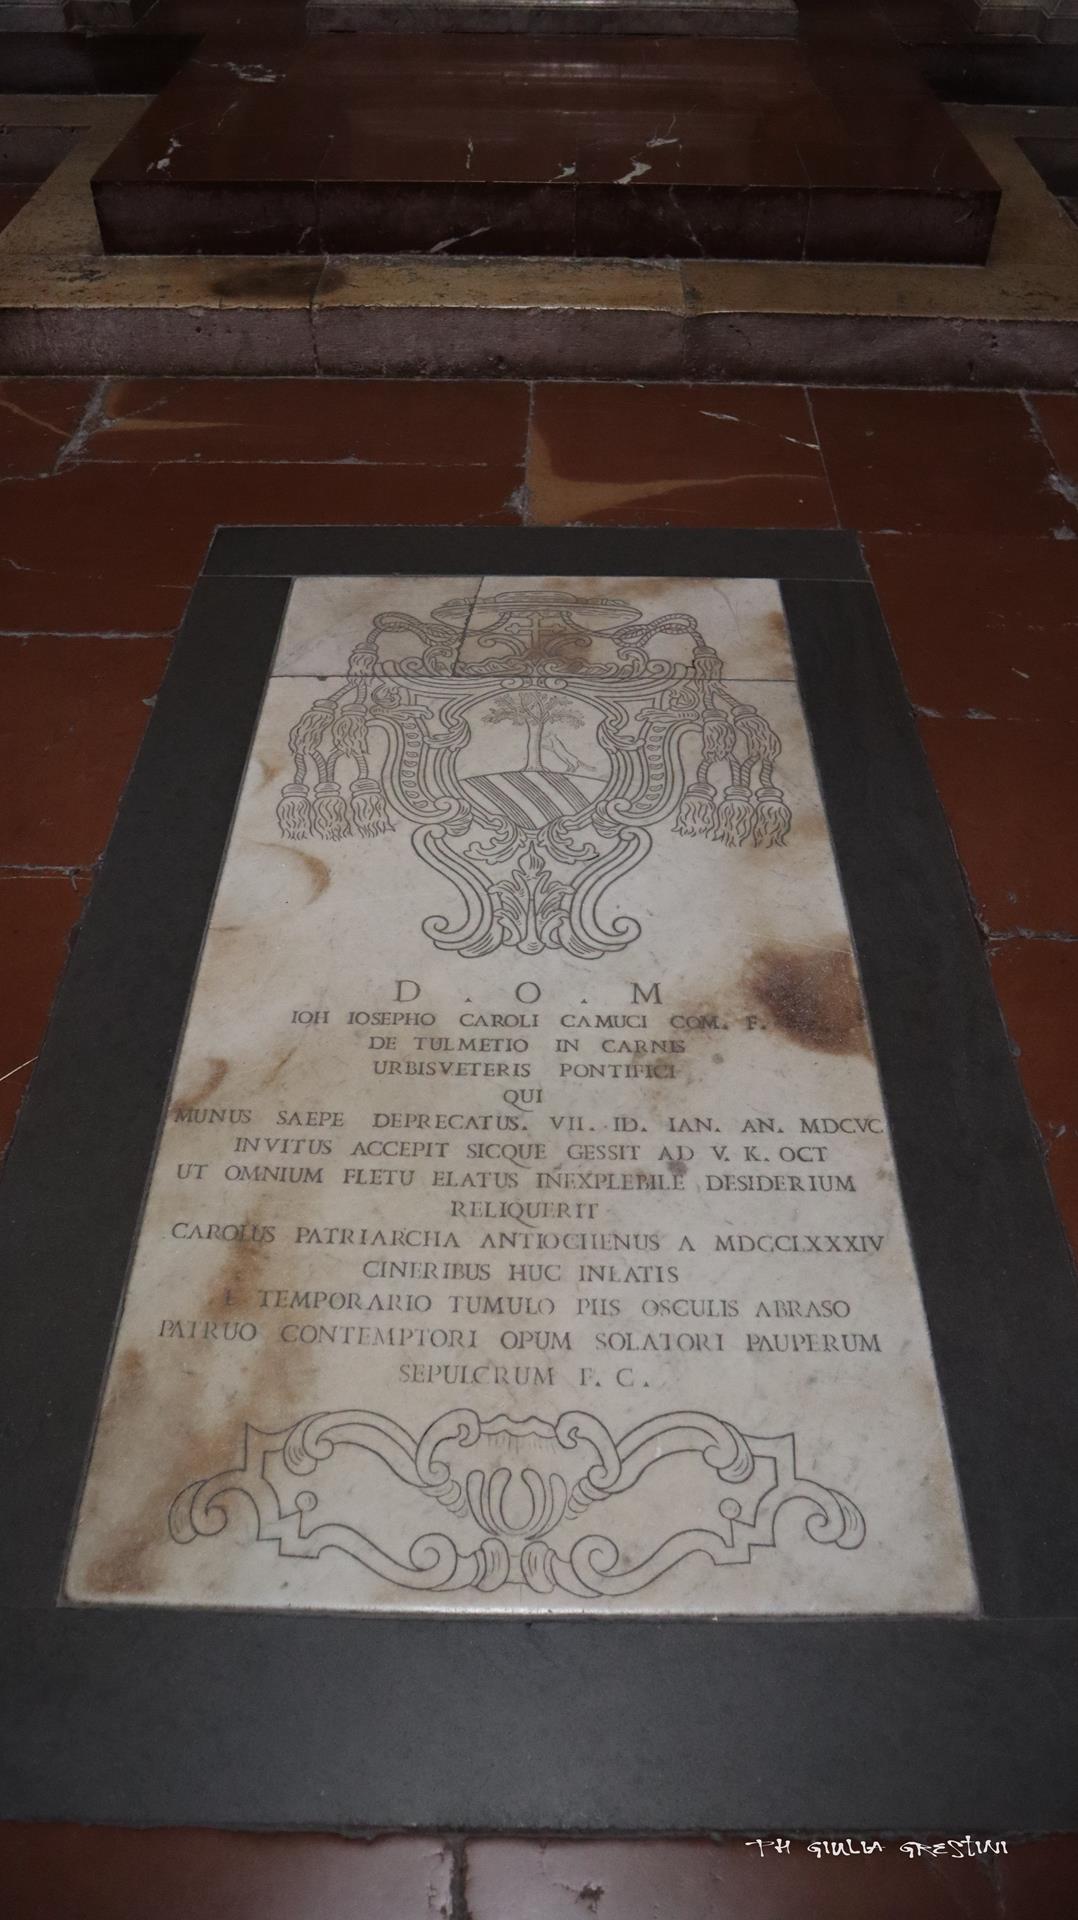 D . O . M
IOH IOSEPHO CAROLI CAMUCI COM. F.
DE TULMETIO IN CARNIS
URBISVETERIS PONTIFICI
QUI
MUNUS SAEPE DEPRECATUS. VII. ID. IAN. AN. MDCVC
INVITUS ACCEPIT SICQUE GESSIT AD V. K. OCT
UT OMNIUM FLETU ELATUS INEXPLEBILE DESIDERIUM
RELIQUERIT
CAROLUS PATRIARCHA ANTIOCHENUS A MDCCLXXXIV
CINERIBUS HUC INLATIS
E TEMPORARIO TUMULO PIIS OSCULIS ABRASO
PATRUO CONTEMPTORI OPUM SOLATORI PAUPERUM
SEPULCRUM F. C.
PH GIULIA GRESTINI